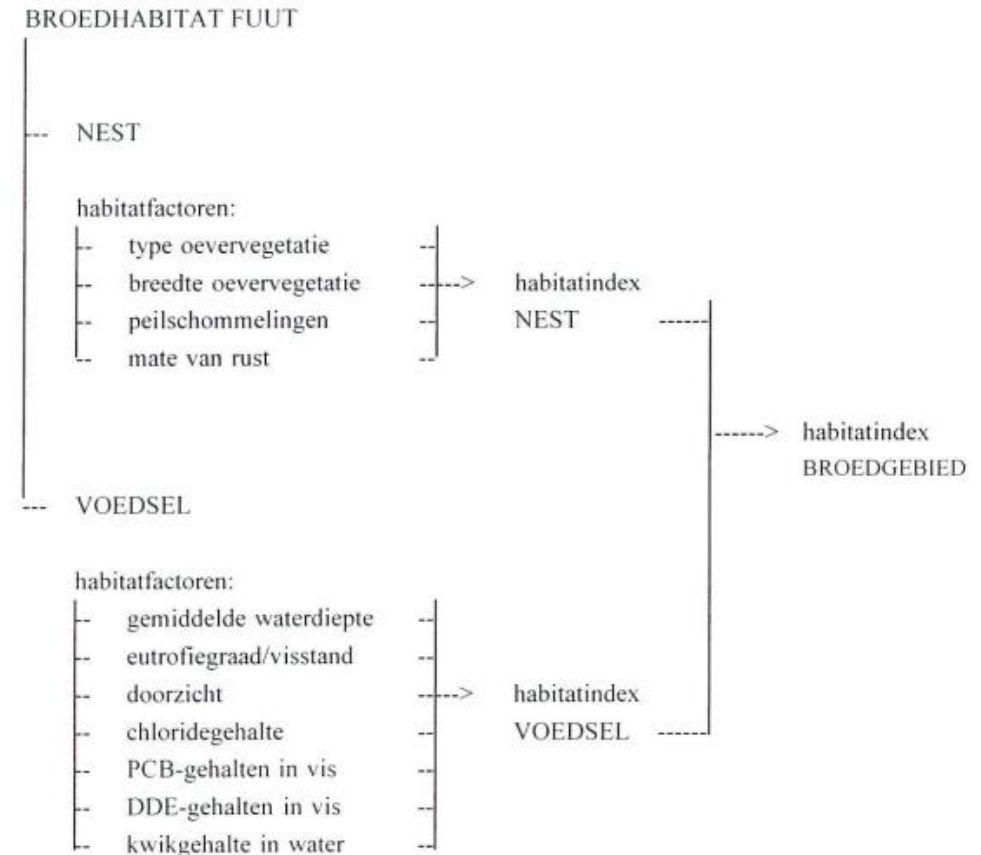 BROEDHABITAT FUUT
--- NEST
habitatfactoren:
-- type oevervegetatie --
-- breedte oevervegetatie -----> habitatindex
-- peilschommelingen -- NEST ------
-- mate van rust --
------> habitatindex
BROEDGEBIED
--- VOEDSEL
habitatfactoren:
-- gemiddelde waterdiepte --
-- eutrofiegraad/visstand --
-- doorzicht -----> habitatindex
-- chloridegehalte -- VOEDSEL ------
-- PCB-gehalten in vis --
-- DDE-gehalten in vis --
-- kwikgehalte in water --